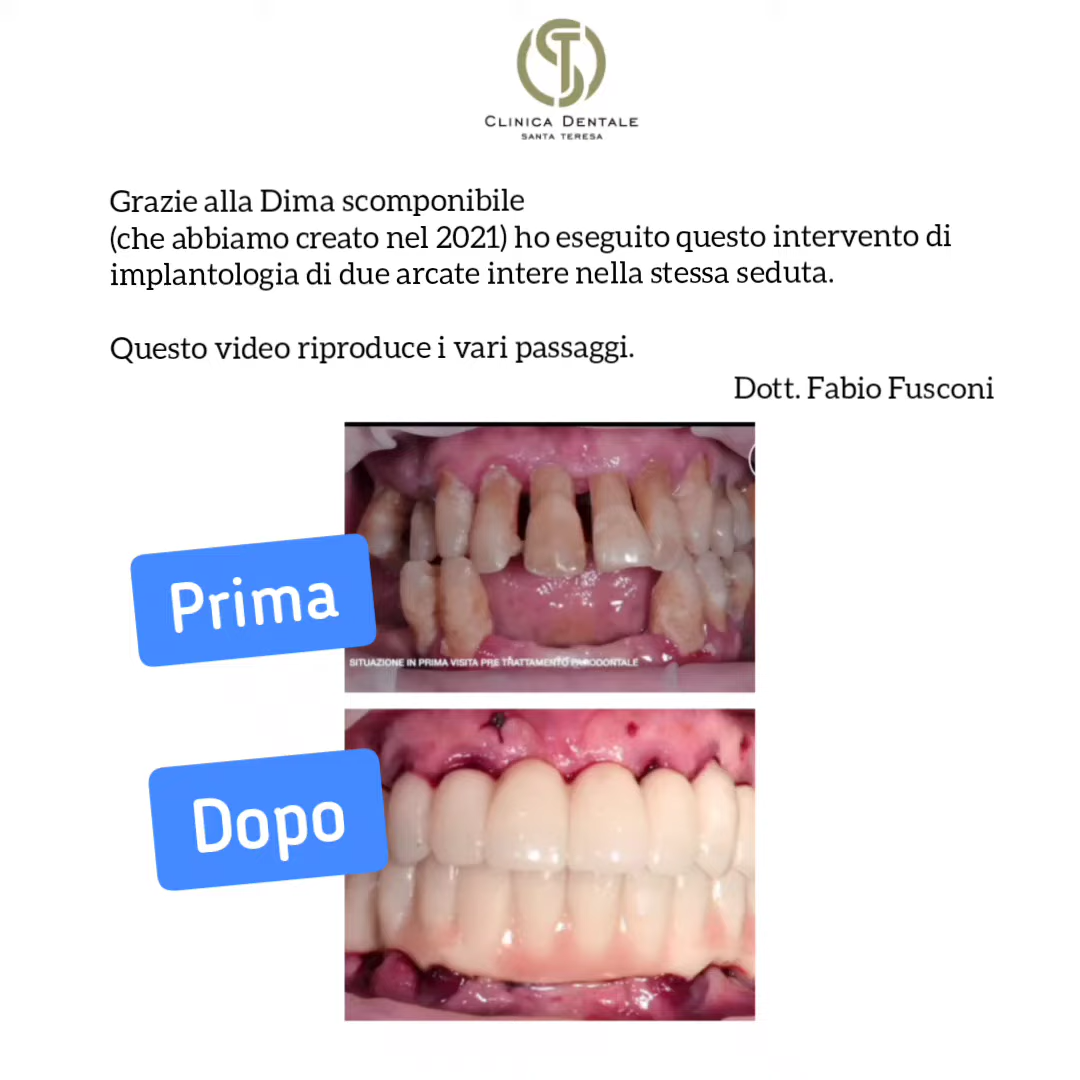 CLINICA DENTALE
SANTA TERESA
Grazie alla Dima scomponibile
(che abbiamo creato nel 2021) ho eseguito questo intervento di
implantologia di due arcate intere nella stessa seduta.
Questo video riproduce i vari passaggi.
Dott. Fabio Fusconi
Prima
SITUAZIONE IN PRIMA VISITA PRE TRATTAMENTO PARODONTALE
Dopo